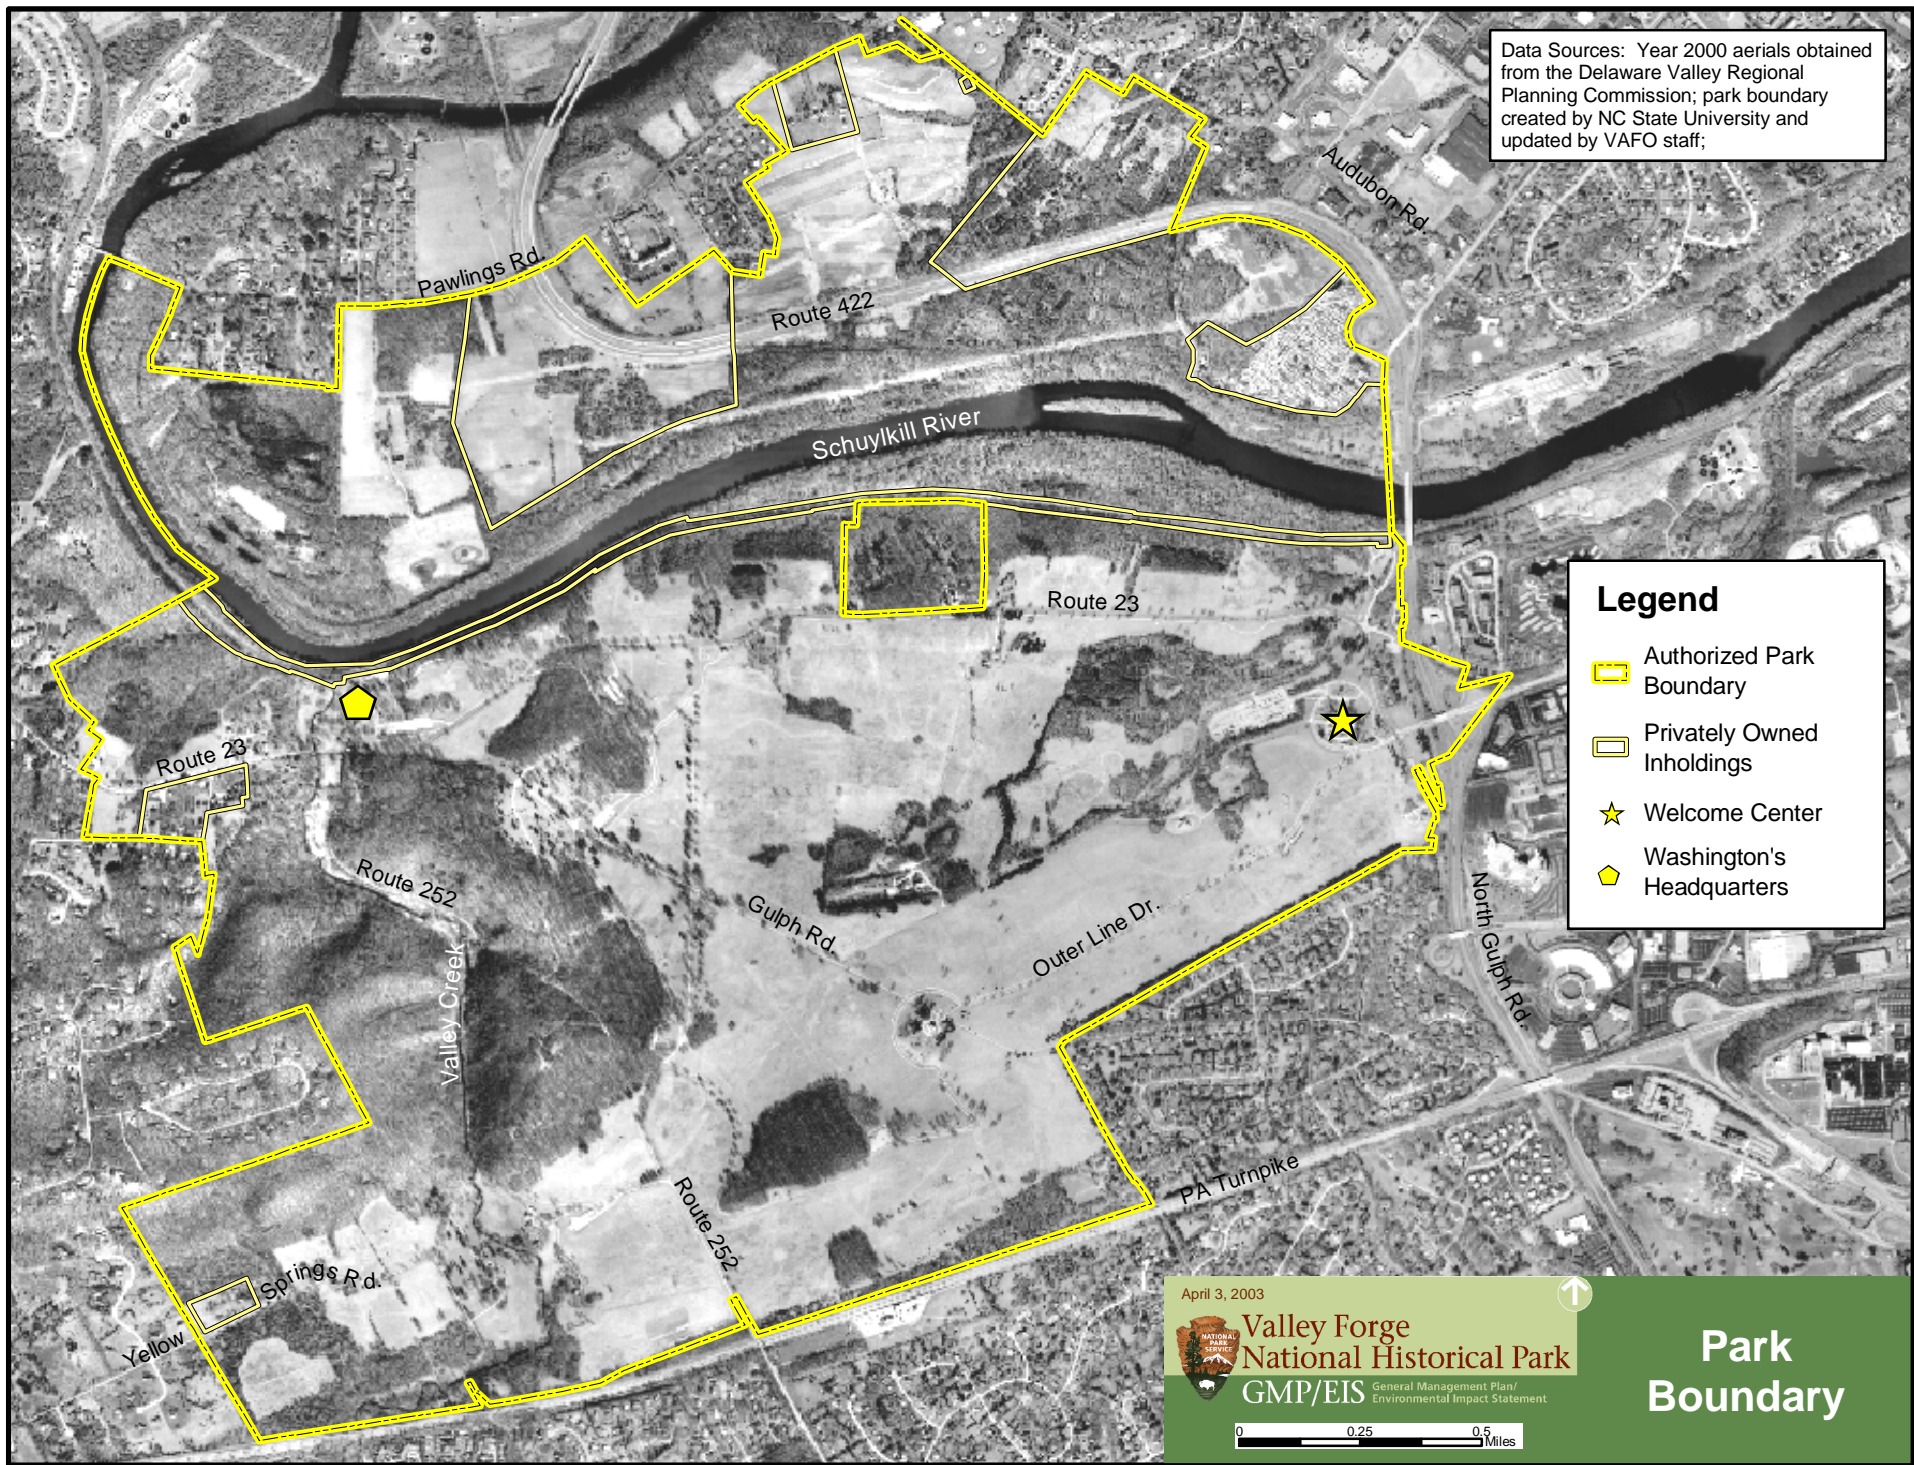 Data Sources:  Year 2000 aerials obtained
from the Delaware Valley Regional
Planning Commission; park boundary
created by NC State University and
updated by VAFO staff;
Audubon Rd.
Pawlings Rd.
Route 422
Schuylkill River
Route 23
Route 23
Route 252
Valley Creek
Gulph Rd.
Outer Line Dr.
North Gulph Rd.
PA Turnpike
Route 252
Yellow Springs Rd.
Legend
Authorized Park
Boundary
Privately Owned
Inholdings
Welcome Center
Washington's
Headquarters
April 3, 2003
NATIONAL
PARK
SERVICE
Valley Forge
National Historical Park
GMP/EIS
General Management Plan/
Environmental Impact Statement
0 0.25 0.5
Miles
Park
Boundary